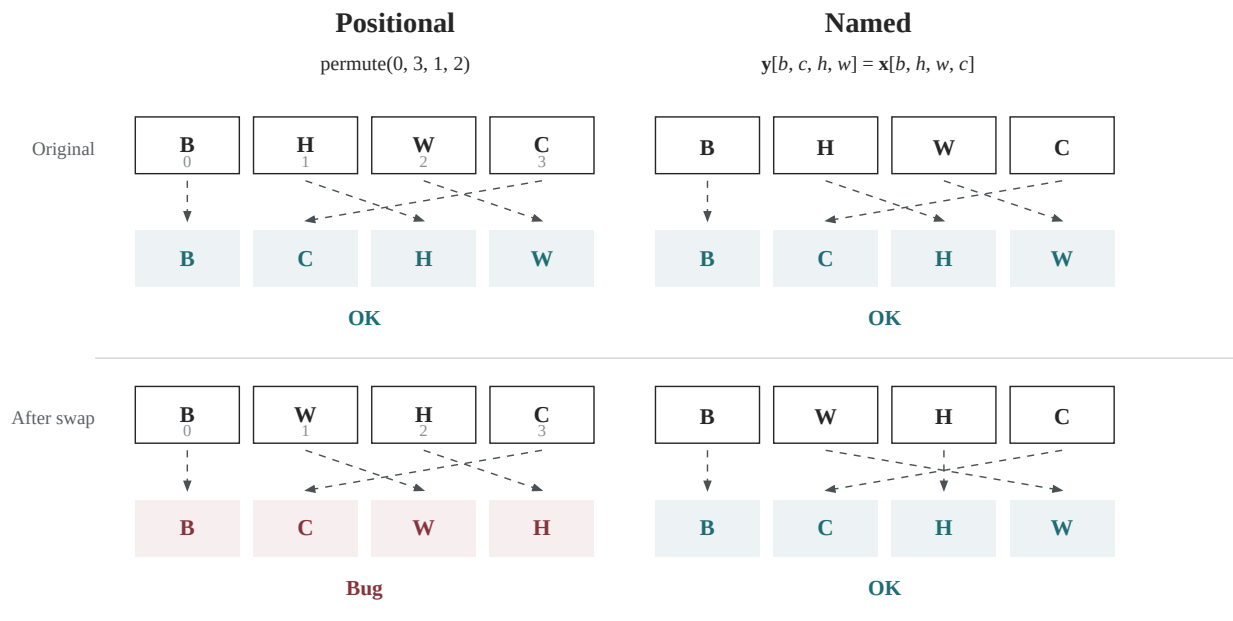 Positional Named
permute(0, 3, 1, 2) y[b, c, h, w] = x[b, h, w, c]
Original B H W C B H W C
0 1 2 3
B C H W B C H W
OK OK
After swap B W H C B W H C
0 1 2 3
B C W H B C H W
Bug OK